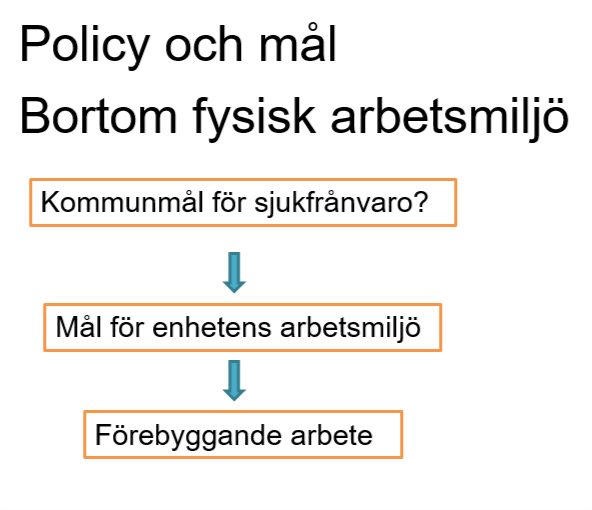 Policy och mål
Bortom fysisk arbetsmiljö
Kommunmål för sjukfrånvaro?
Mål för enhetens arbetsmiljö
Förebyggande arbete